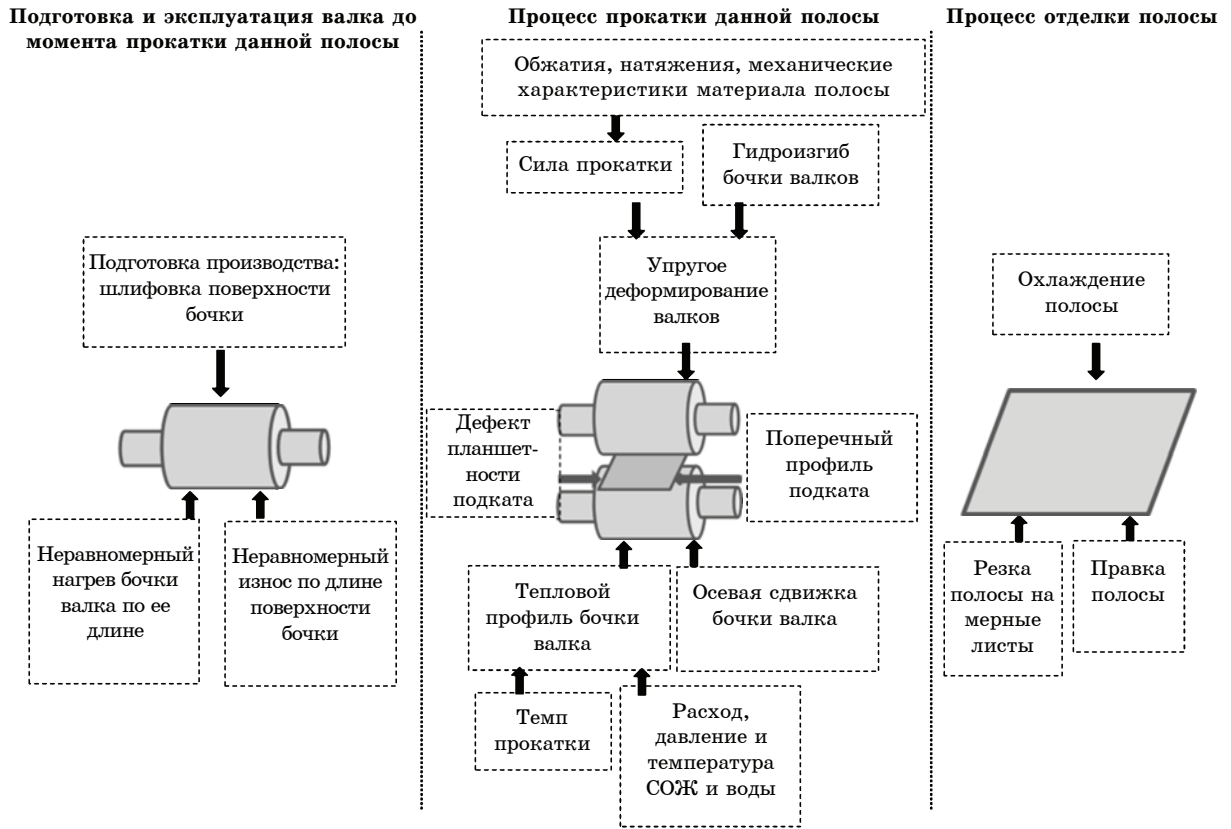 Подготовка и эксплуатация валка до
момента прокатки данной полосы
Подготовка производства:
шлифовка поверхности
бочки
Неравномерный
нагрев бочки
валка по ее
длине
Неравномерный
износ по длине
поверхности
бочки
Процесс прокатки данной полосы
Обжатия, натяжения, механические
характеристики материала полосы
Сила прокатки
Гидроизгиб
бочки валков
Упругое
деформирование
валков
Дефект
планшет-
ности
подката
Поперечный
профиль
подката
Тепловой
профиль бочки
валка
Осевая сдвижка
бочки валка
Темп
прокатки
Расход,
давление и
температура
СОЖ и воды
Процесс отделки полосы
Охлаждение
полосы
Резка
полосы на
мерные
листы
Правка
полосы